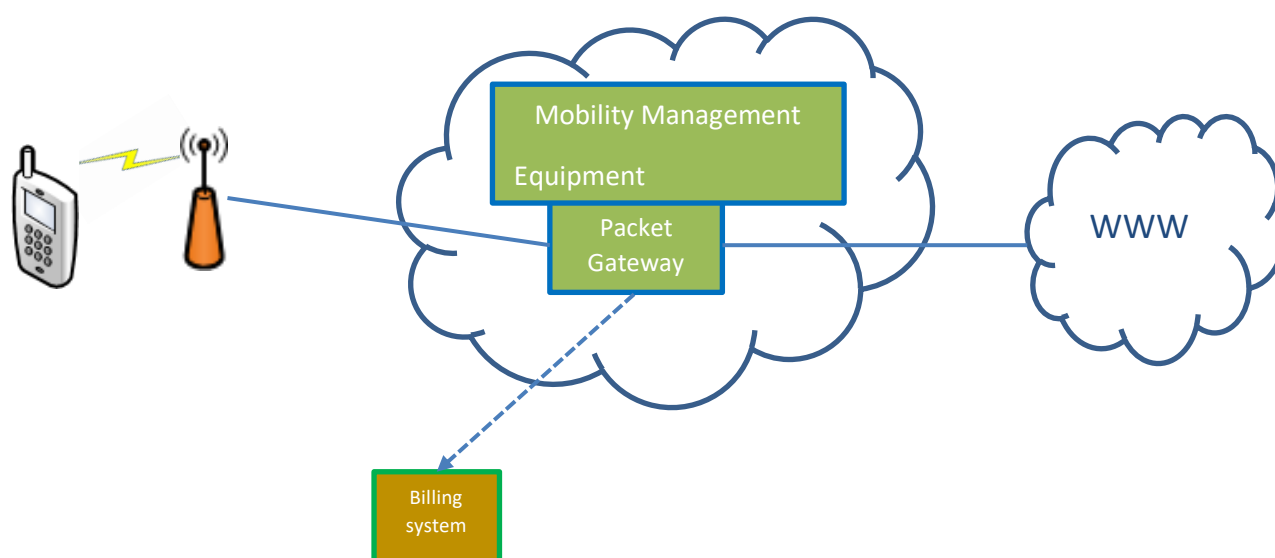 Mobility Management
Equipment
Packet
Gateway
WWW
Billing
system